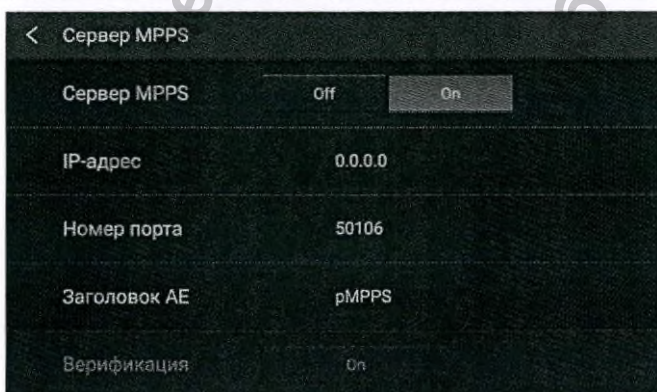 < Сервер MPPS
Сервер MPPS Off On
IP-адрес 0.0.0.0
Номер порта 50106
Заголовок AE pMPPS
Верификация On